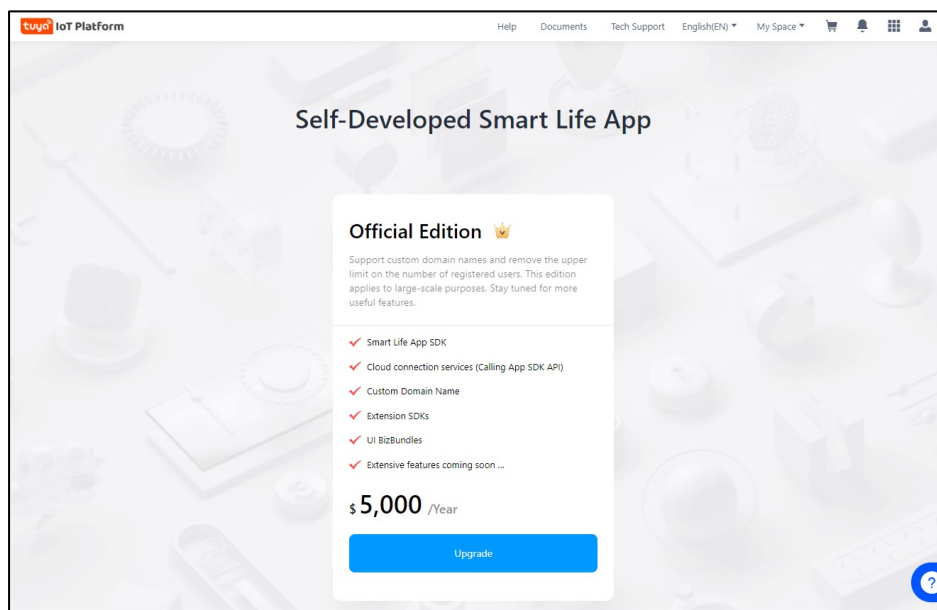 tuya IoT Platform
Help Documents Tech Support English(EN) My Space
Self-Developed Smart Life App
Official Edition
Support custom domain names and remove the upper
limit on the number of registered users. This edition
applies to large-scale purposes. Stay tuned for more
useful features.
Smart Life App SDK
Cloud connection services (Calling App SDK API)
Custom Domain Name
Extension SDKs
UI BizBundles
Extensive features coming soon ...
$ 5,000 /Year
Upgrade
?